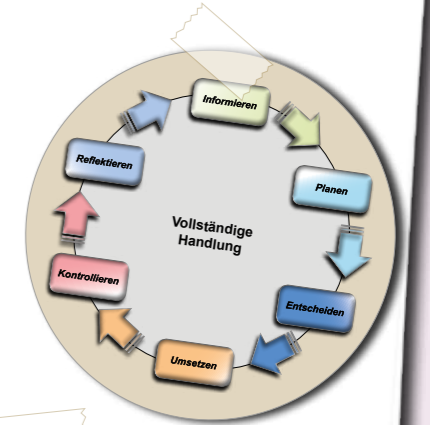 Informieren
Planen
Entscheiden
Umsetzen
Kontrollieren
Reflektieren
Vollständige
Handlung